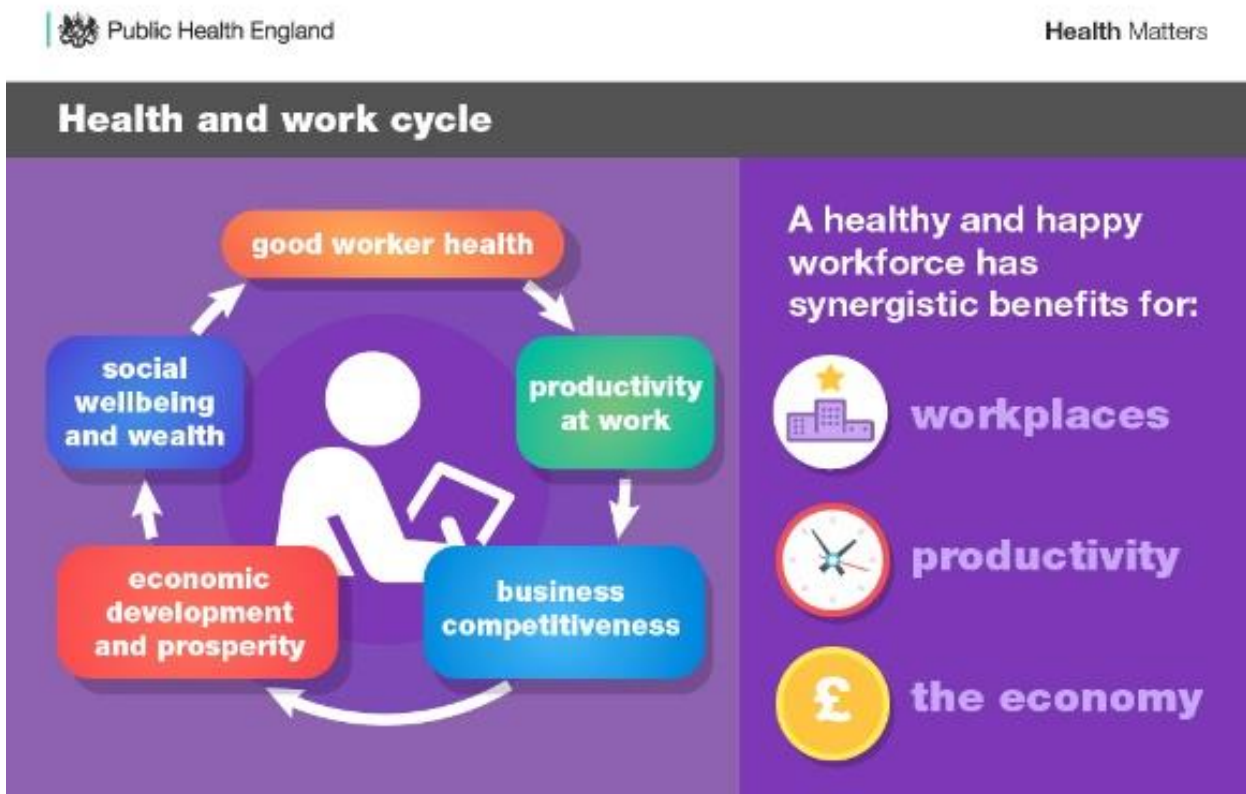 Public Health England
Health Matters
Health and work cycle
good worker health
productivity
at work
business
competitiveness
economic
development
and prosperity
social
wellbeing
and wealth
A healthy and happy
workforce has
synergistic benefits for:
workplaces
productivity
£
the economy